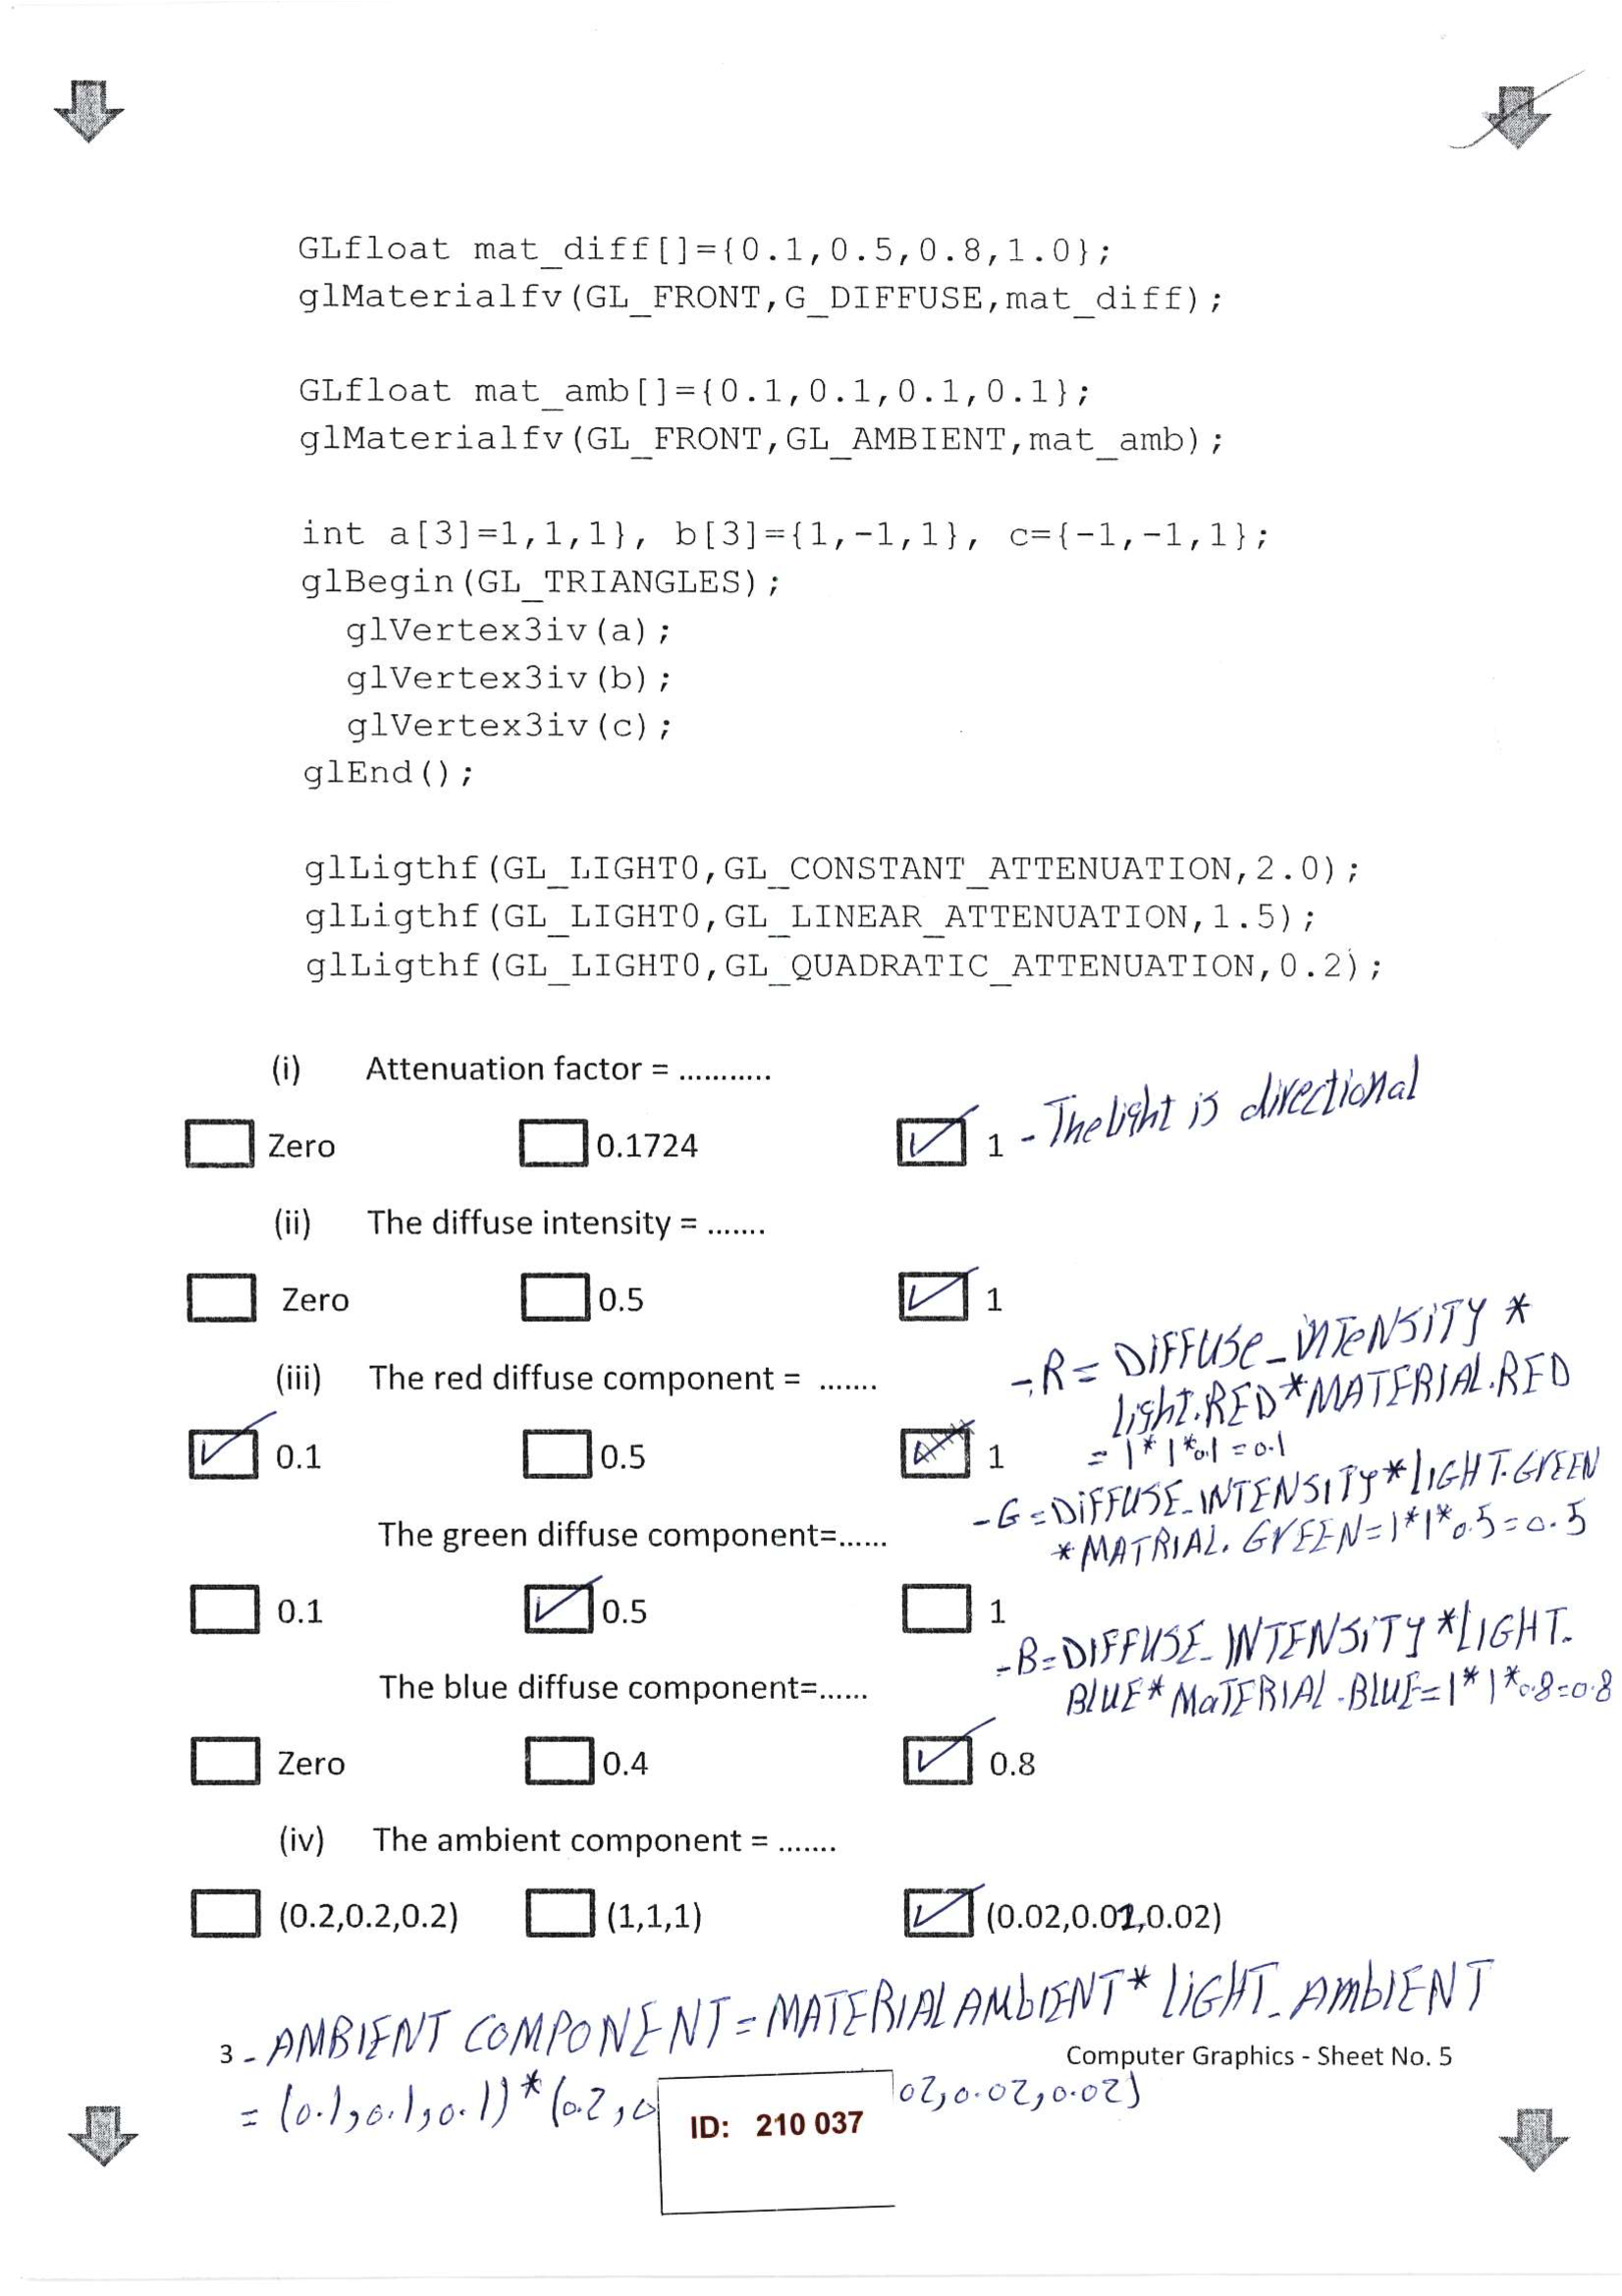 GLfloat mat_diff[]={0.1,0.5,0.8,1.0};
glMaterialfv(GL_FRONT,G_DIFFUSE,mat_diff);
GLfloat mat_amb[]={0.1,0.1,0.1,0.1};
glMaterialfv(GL_FRONT,GL_AMBIENT,mat_amb);
int a[3]=1,1,1}, b[3]={1,-1,1}, c={-1,-1,1};
glBegin(GL_TRIANGLES);
glVertex3iv(a);
glVertex3iv(b);
glVertex3iv(c);
glEnd();
glLigthf(GL_LIGHT0,GL_CONSTANT_ATTENUATION,2.0);
glLigthf(GL_LIGHT0,GL_LINEAR_ATTENUATION,1.5);
glLigthf(GL_LIGHT0,GL_QUADRATIC_ATTENUATION,0.2);
(i) Attenuation factor = ...........
Zero 0.1724 1 - The light is directional
(ii) The diffuse intensity = .......
Zero 0.5 1
(iii) The red diffuse component = .......
- R = DIFFUSE_INTENSITY *
light.RED*MATERIAL.RED
= 1*1*0.1 = 0.1
0.1 0.5 1
The green diffuse component=......
- G = DIFFUSE_INTENSITY*LIGHT.GREEN
*MATRIAL.GREEN=1*1*0.5=0.5
0.1 0.5 1
The blue diffuse component=......
- B=DIFFUSE_INTENSITY*LIGHT.
BLUE*MATERIAL.BLUE=1*1*0.8=0.8
Zero 0.4 0.8
(iv) The ambient component = .......
(0.2,0.2,0.2) (1,1,1) (0.02,0.02,0.02)
3 - AMBIENT COMPONENT=MATERIAL AMBIENT*LIGHT_AMBIENT
Computer Graphics - Sheet No. 5
= (0.1,0.1,0.1)*(0.2,0 02,0.02,0.02)
ID: 210 037